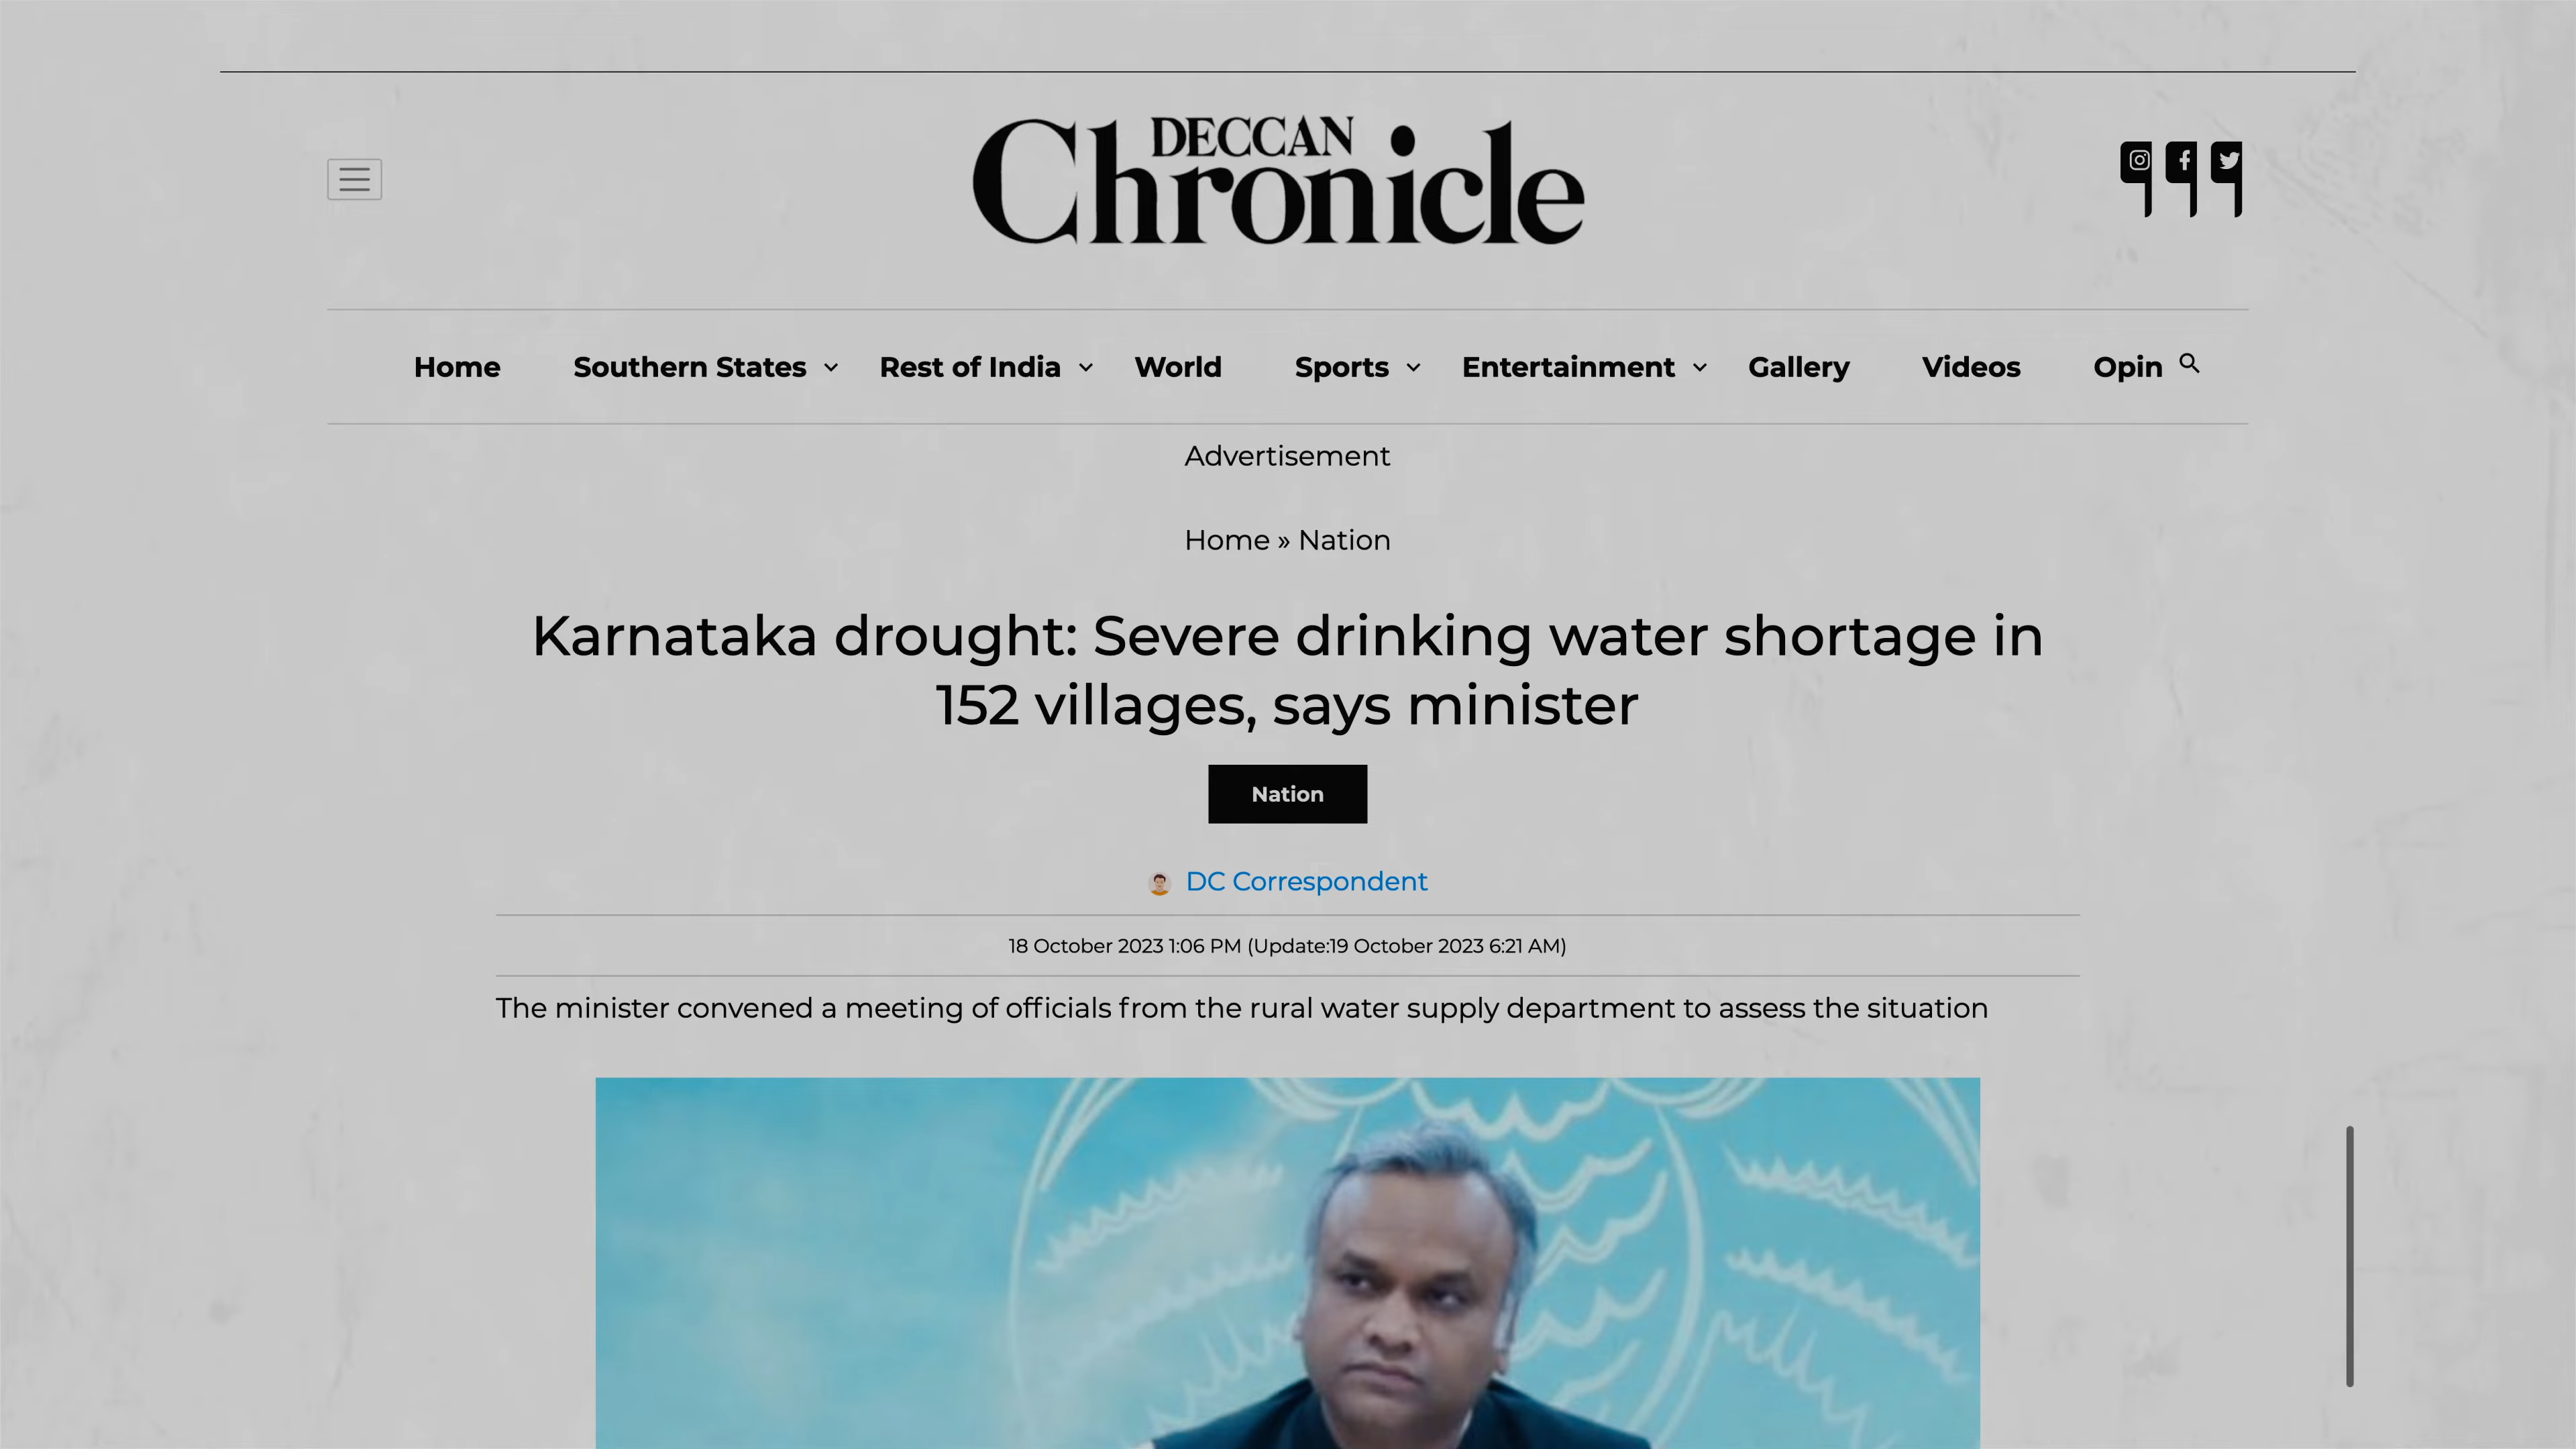 DECCAN
Chronicle
Home Southern States Rest of India World Sports Entertainment Gallery Videos Opin
Advertisement
Home » Nation
Karnataka drought: Severe drinking water shortage in
152 villages, says minister
Nation
DC Correspondent
18 October 2023 1:06 PM (Update:19 October 2023 6:21 AM)
The minister convened a meeting of officials from the rural water supply department to assess the situation